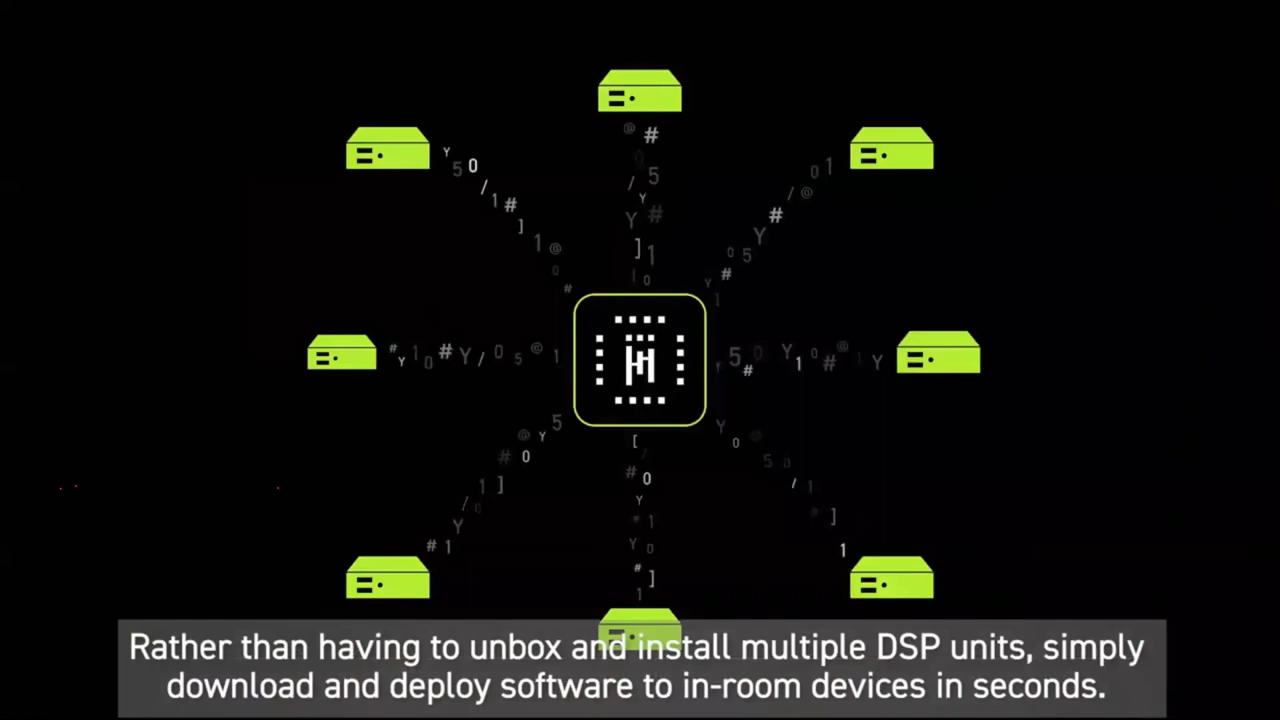 Rather than having to unbox and install multiple DSP units, simply
download and deploy software to in-room devices in seconds.